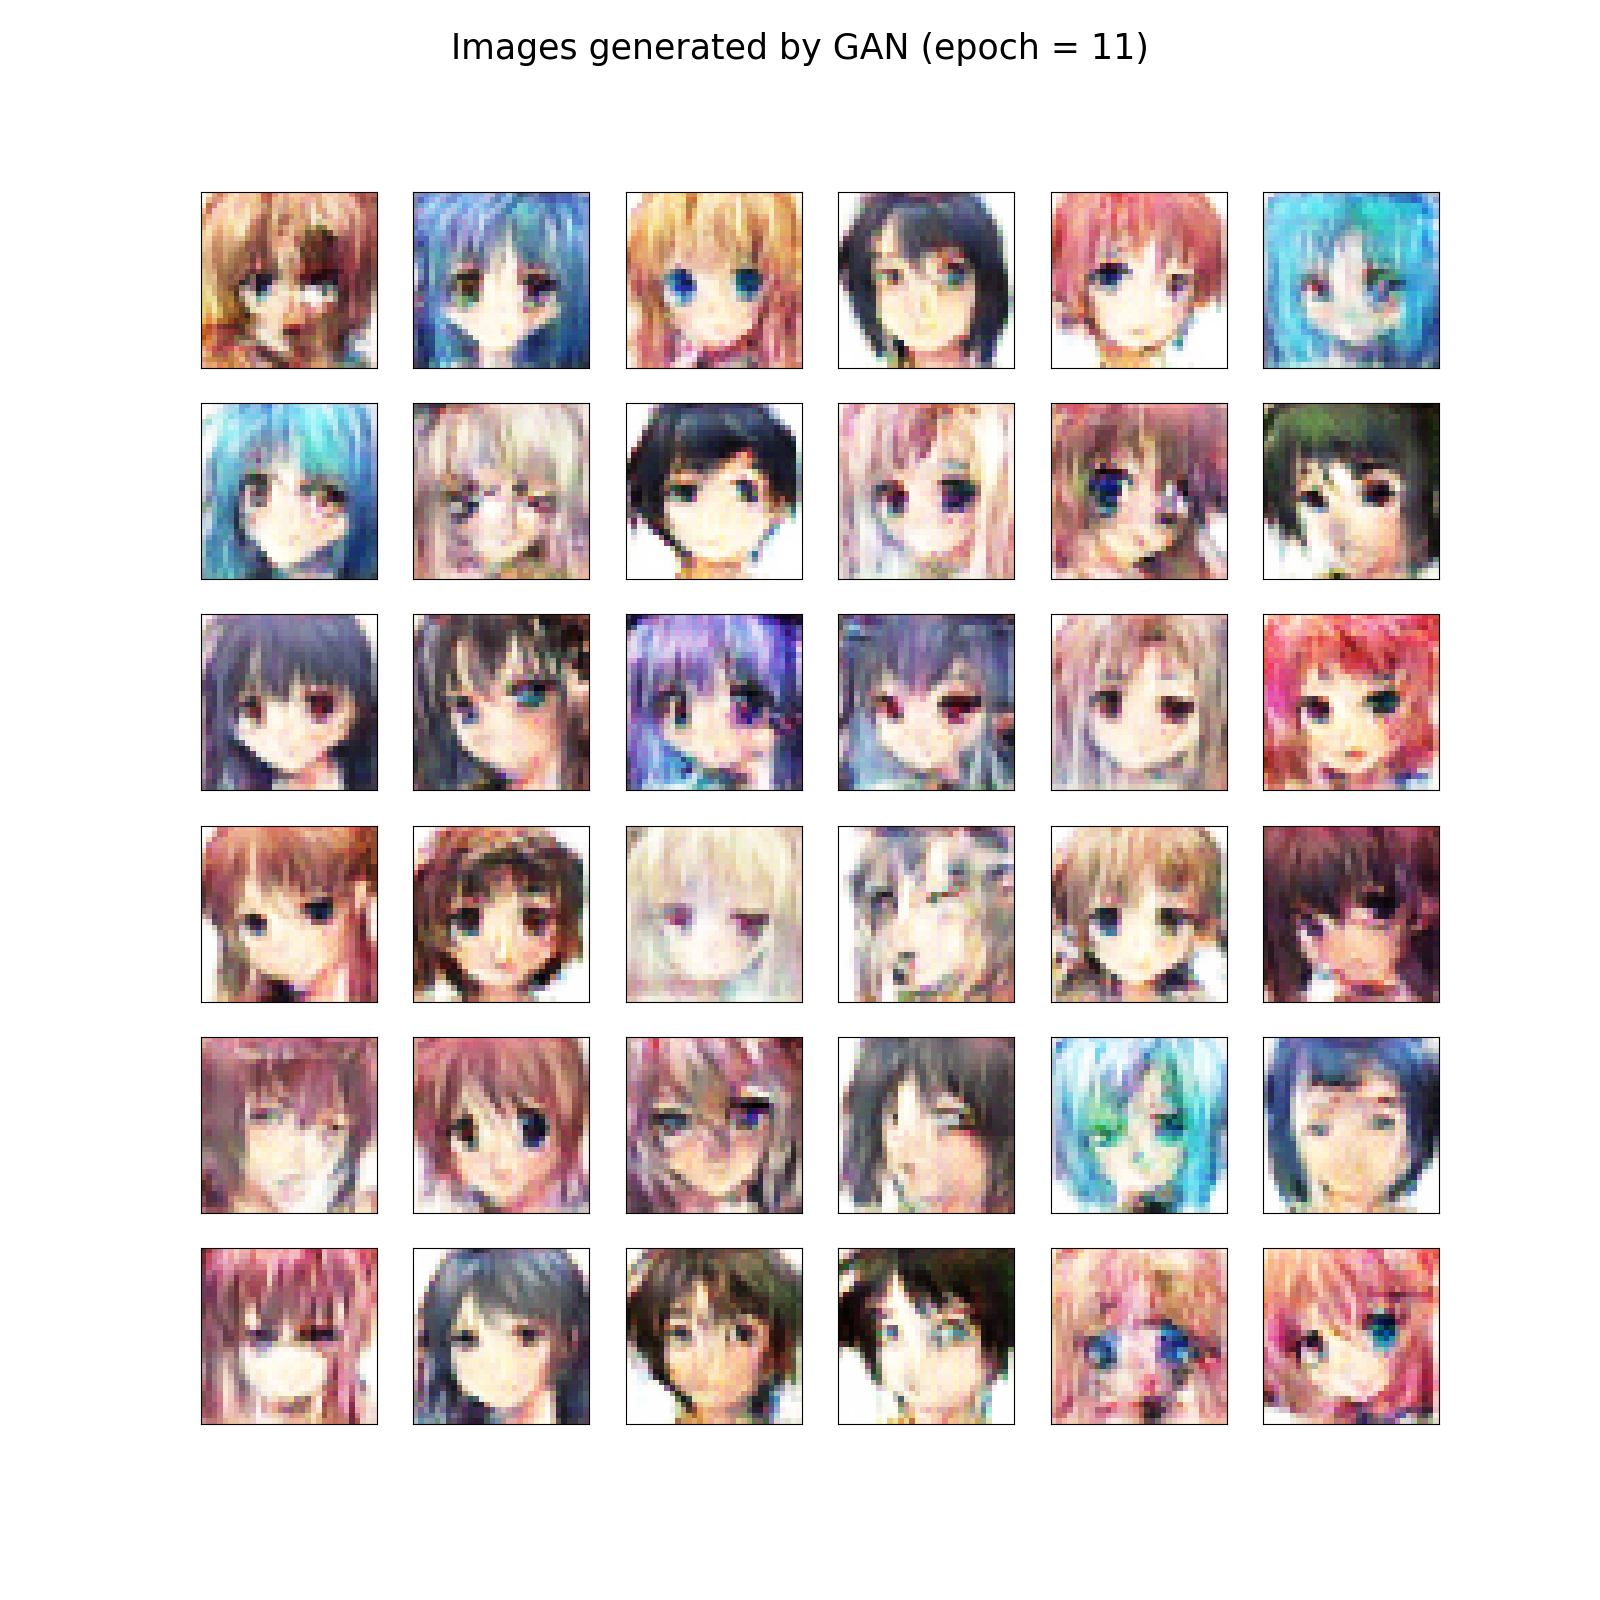 Images generated by GAN (epoch = 11)